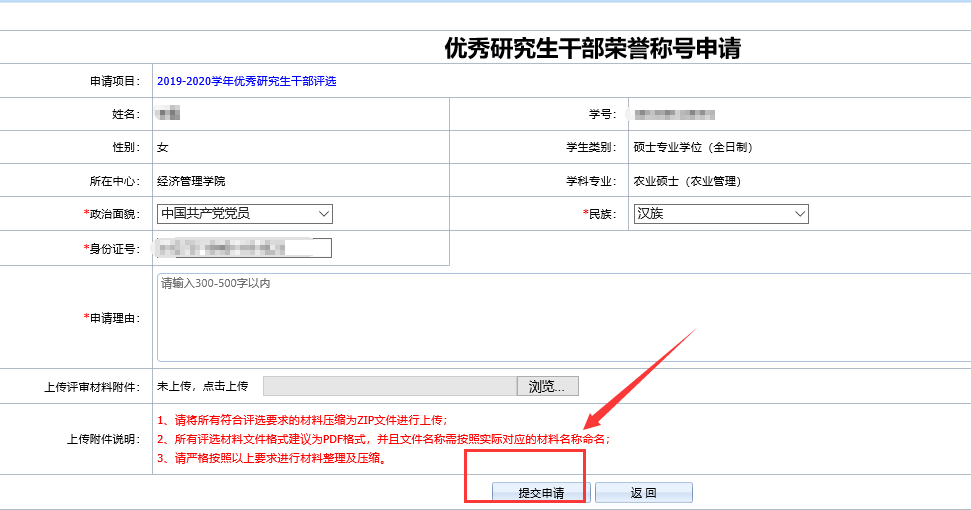 优秀研究生干部荣誉称号申请
申请项目： 2019-2020学年优秀研究生干部评选
姓名： 学号：
性别： 女 学生类别： 硕士专业学位（全日制）
所在中心： 经济管理学院 学科专业： 农业硕士（农业管理）
*政治面貌： 中国共产党党员 *民族： 汉族
*身份证号：
请输入300-500字以内
*申请理由：
上传评审材料附件： 未上传，点击上传 浏览...
1、请将所有符合评选要求的材料压缩为ZIP文件进行上传；
上传附件说明： 2、所有评选材料文件格式建议为PDF格式，并且文件名称需按照实际对应的材料名称命名；
3、请严格按照以上要求进行材料整理及压缩。
提交申请 返 回